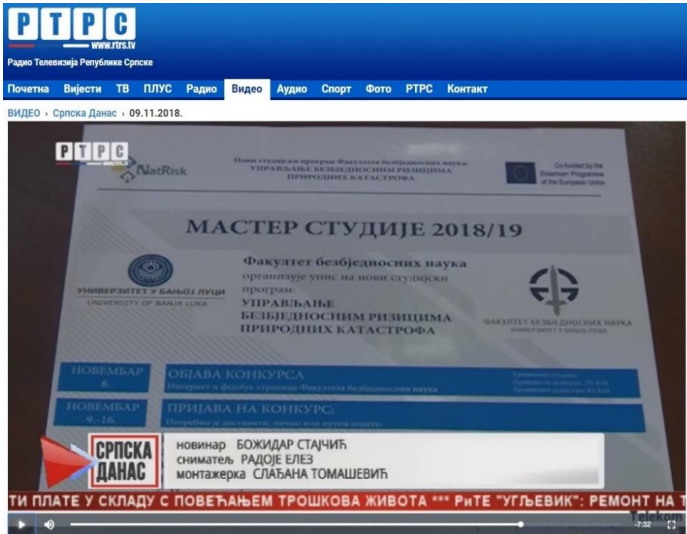 РТРС
www.rtrs.tv
Радио Телевизија Републике Српске
Почетна Вијести ТВ ПЛУС Радио Видео Аудио Спорт Фото РТРС Контакт
ВИДЕО › Српска Данас › 09.11.2018.
РТРС
NatRisk
Нови студијски програм Факултета безбједносних наука:
УПРАВЉАЊЕ БЕЗБЈЕДНОСНИМ РИЗИЦИМА
ПРИРОДНИХ КАТАСТРОФА
Co-funded by the
Erasmus+ Programme
of the European Union
МАСТЕР СТУДИЈЕ 2018/19
УНИВЕРЗИТЕТ У БАЊОЈ ЛУЦИ
UNIVERSITY OF BANJA LUKA
Факултет безбједносних наука
организује упис на нови студијски
програм:
УПРАВЉАЊЕ
БЕЗБЈЕДНОСНИМ РИЗИЦИМА
ПРИРОДНИХ КАТАСТРОФА
ФАКУЛТЕТ БЕЗБЈЕДНОСНИХ НАУКА
УНИВЕРЗИТЕТ У БАЊОЈ ЛУЦИ
НОВЕМБАР
8.
ОБЈАВА КОНКУРСА
Интернет и фејсбук страница Факултета безбједносних наука
НОВЕМБАР
9.-16.
ПРИЈАВА НА КОНКУРС:
СРПСКА
ДАНАС
новинар БОЖИДАР СТАЈЧИЋ
сниматељ РАДОЈЕ ЕЛЕЗ
монтажерка СЛАЂАНА ТОМАШЕВИЋ
ТИ ПЛАТЕ У СКЛАДУ С ПОВЕЋАЊЕМ ТРОШКОВА ЖИВОТА *** РиТЕ "УГЉЕВИК": РЕМОНТ НА Т
Telekom
-7:32